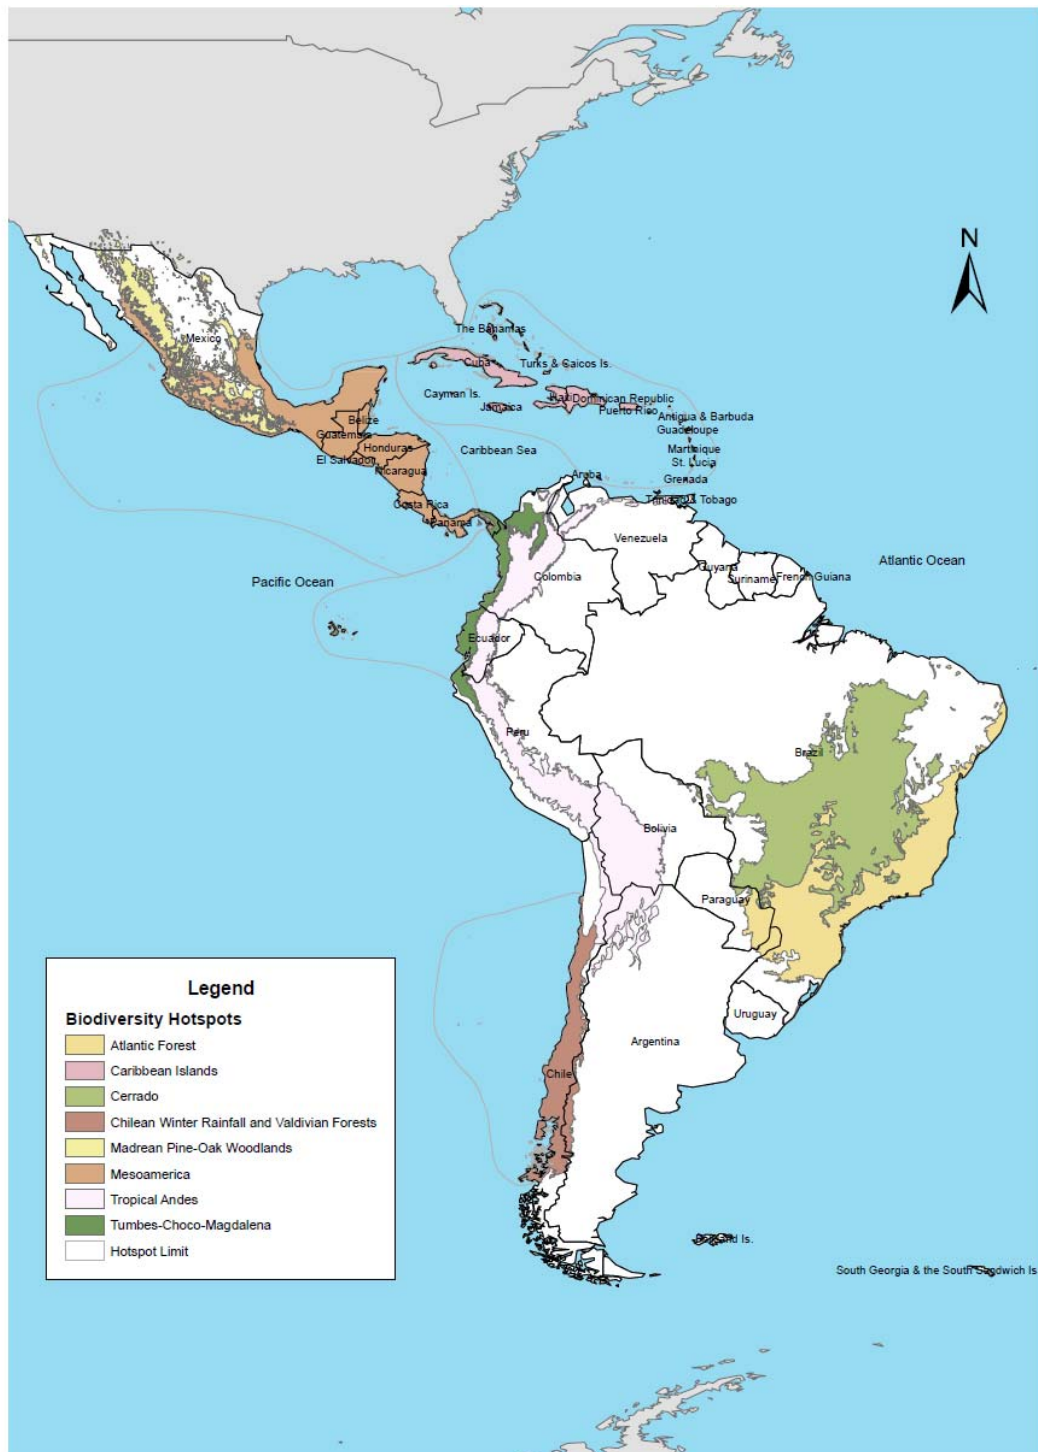 N
The Bahamas
Mexico
Cuba
Turks & Caicos Is.
Cayman Is.
Haiti
Dominican Republic
Jamaica
Puerto Rico
Antigua & Barbuda
Belize
Guadeloupe
Guatemala
Honduras
Caribbean Sea
Martinique
El Salvador
St. Lucia
Nicaragua
Aruba
Grenada
Costa Rica
Trinidad & Tobago
Panama
Venezuela
Guyana
Atlantic Ocean
Pacific Ocean
Colombia
Suriname
French Guiana
Ecuador
Peru
Brazil
Bolivia
Paraguay
Uruguay
Argentina
Chile
Legend
Biodiversity Hotspots
Atlantic Forest
Caribbean Islands
Cerrado
Chilean Winter Rainfall and Valdivian Forests
Madrean Pine-Oak Woodlands
Mesoamerica
Tropical Andes
Tumbes-Choco-Magdalena
Hotspot Limit
Is.
South Georgia & the South Sandwich Is